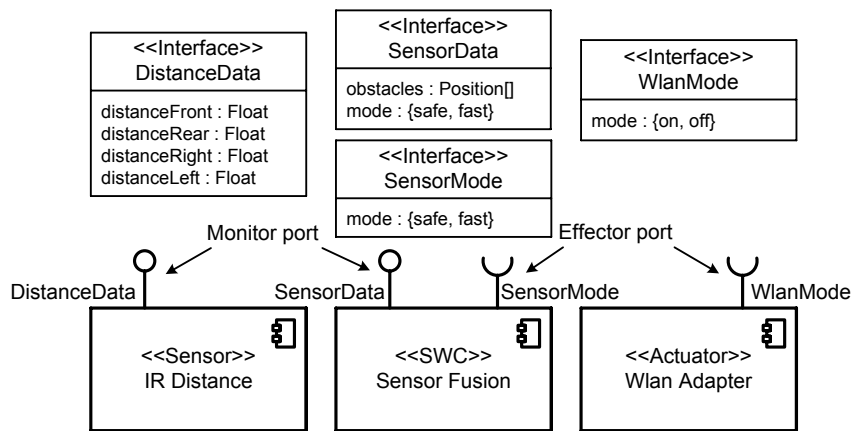 <<Interface>>
DistanceData
distanceFront : Float
distanceRear : Float
distanceRight : Float
distanceLeft : Float
<<Interface>>
SensorData
obstacles : Position[]
mode : {safe, fast}
<<Interface>>
WlanMode
mode : {on, off}
<<Interface>>
SensorMode
mode : {safe, fast}
Monitor port
Effector port
DistanceData
SensorData
SensorMode
WlanMode
<<Sensor>>
IR Distance
<<SWC>>
Sensor Fusion
<<Actuator>>
Wlan Adapter